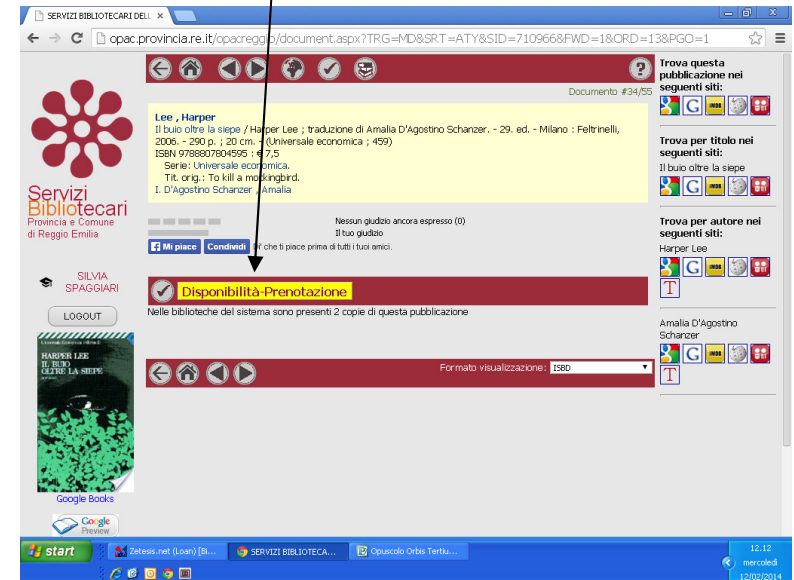 SERVIZI BIBLIOTECARI DELL
opac.provincia.re.it/opacreggio/document.aspx?TRG=MD&SRT=ATY&SID=710966&FWD=1&ORD=13&PGO=1
Servizi
Bibliotecari
Provincia e Comune
di Reggio Emilia
SILVIA
SPAGGIARI
LOGOUT
HARPER LEE
IL BUIO
OLTRE LA SIEPE
Google Books
Google
Preview
Documento #34/55
Lee , Harper
Il buio oltre la siepe / Harper Lee ; traduzione di Amalia D'Agostino Schanzer. - 29. ed. - Milano : Feltrinelli,
2006. - 290 p. ; 20 cm. - (Universale economica ; 459)
ISBN 9788807804595 : € 7,5
Serie: Universale economica.
Tit. orig.: To kill a mockingbird.
I. D'Agostino Schanzer , Amalia
Nessun giudizio ancora espresso (0)
Il tuo giudizio
Mi piace Condividi Di' che ti piace prima di tutti i tuoi amici.
Disponibilità-Prenotazione
Nelle biblioteche del sistema sono presenti 2 copie di questa pubblicazione
Formato visualizzazione: ISBD
Trova questa
pubblicazione nei
seguenti siti:
Trova per titolo nei
seguenti siti:
Il buio oltre la siepe
Trova per autore nei
seguenti siti:
Harper Lee
T
Amalia D'Agostino
Schanzer
T
start
Zetesis.net (Loan) [Bi...
SERVIZI BIBLIOTECA...
Opuscolo Orbis Tertiu...
12.12
mercoledì
12/02/2014